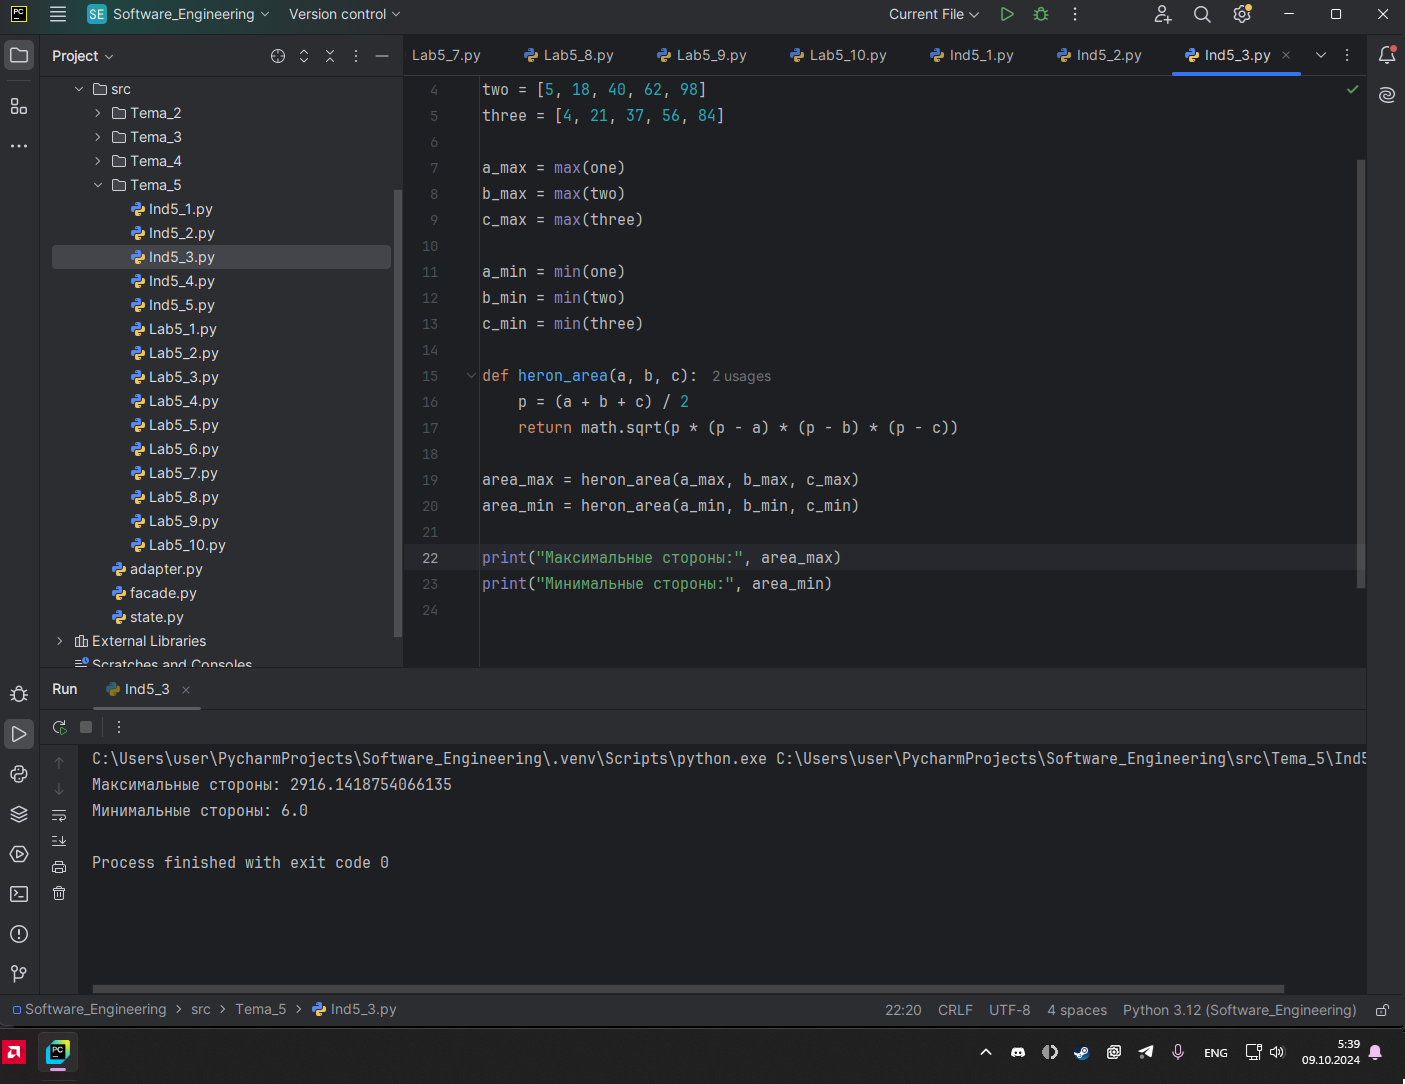 PC
SE Software_Engineering Version control Current File
Project
Lab5_7.py Lab5_8.py Lab5_9.py Lab5_10.py Ind5_1.py Ind5_2.py Ind5_3.py
src
Tema_2
Tema_3
Tema_4
Tema_5
Ind5_1.py
Ind5_2.py
Ind5_3.py
Ind5_4.py
Ind5_5.py
Lab5_1.py
Lab5_2.py
Lab5_3.py
Lab5_4.py
Lab5_5.py
Lab5_6.py
Lab5_7.py
Lab5_8.py
Lab5_9.py
Lab5_10.py
adapter.py
facade.py
state.py
External Libraries
Scratches and Consoles
4 two = [5, 18, 40, 62, 98]
5 three = [4, 21, 37, 56, 84]
6
7 a_max = max(one)
8 b_max = max(two)
9 c_max = max(three)
10
11 a_min = min(one)
12 b_min = min(two)
13 c_min = min(three)
14
15 def heron_area(a, b, c): 2 usages
16 p = (a + b + c) / 2
17 return math.sqrt(p * (p - a) * (p - b) * (p - c))
18
19 area_max = heron_area(a_max, b_max, c_max)
20 area_min = heron_area(a_min, b_min, c_min)
21
22 print("Максимальные стороны:", area_max)
23 print("Минимальные стороны:", area_min)
24
Run Ind5_3
C:\Users\user\PycharmProjects\Software_Engineering\.venv\Scripts\python.exe C:\Users\user\PycharmProjects\Software_Engineering\src\Tema_5\Ind5
Максимальные стороны: 2916.1418754066135
Минимальные стороны: 6.0
Process finished with exit code 0
Software_Engineering > src > Tema_5 > Ind5_3.py 22:20 CRLF UTF-8 4 spaces Python 3.12 (Software_Engineering)
PC
ENG
5:39
09.10.2024